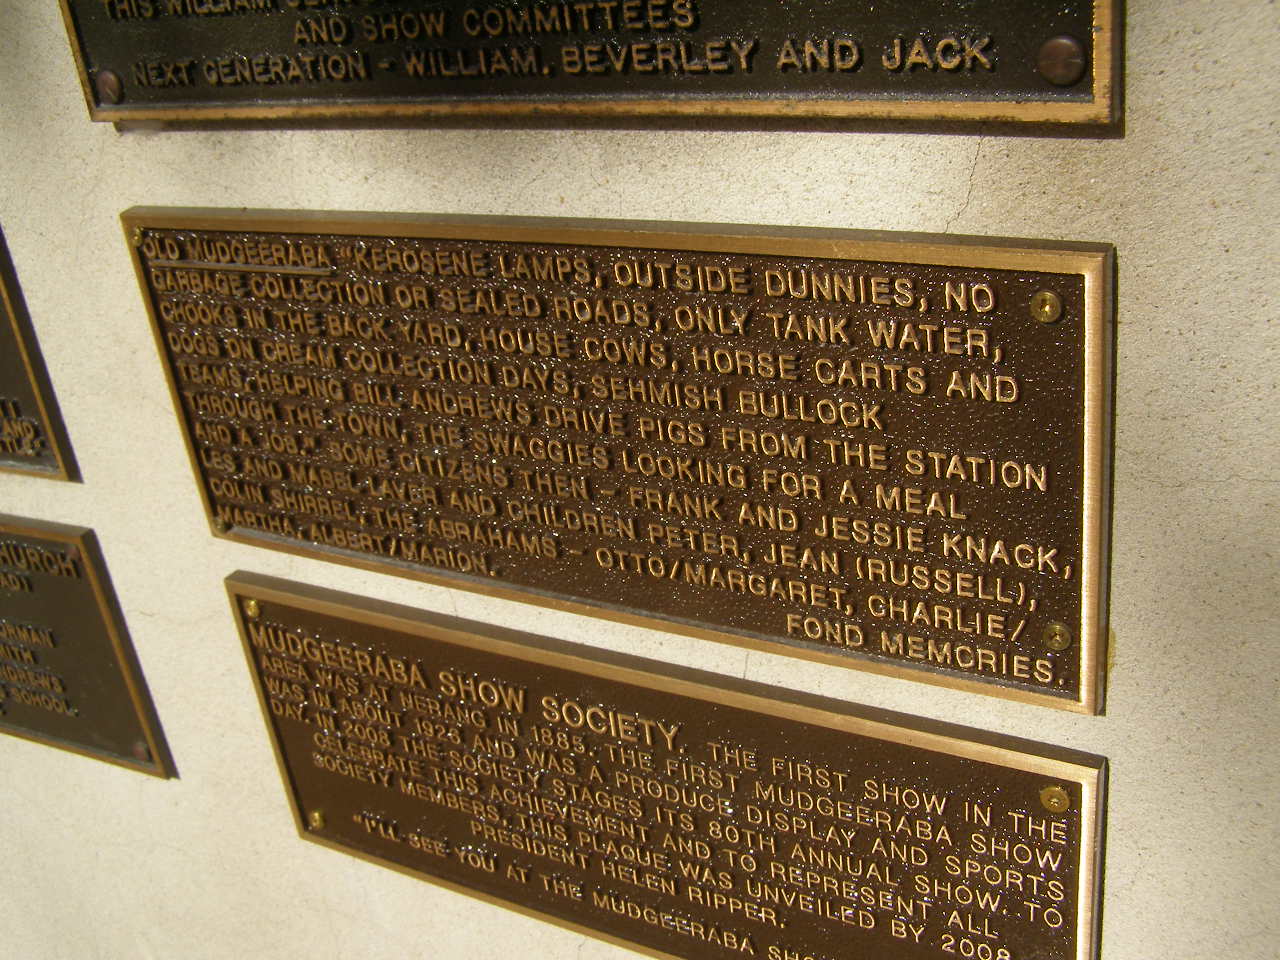 THIS WILLIAM
AND SHOW COMMITTEES
NEXT GENERATION - WILLIAM, BEVERLEY AND JACK
OLD MUDGEERABA "KEROSENE LAMPS, OUTSIDE DUNNIES, NO
GARBAGE COLLECTION OR SEALED ROADS, ONLY TANK WATER,
CHOOKS IN THE BACK YARD, HOUSE COWS, HORSE CARTS AND
DOGS ON CREAM COLLECTION DAYS, SEHMISH BULLOCK
TEAMS, HELPING BILL ANDREWS DRIVE PIGS FROM THE STATION
THROUGH THE TOWN, THE SWAGGIES LOOKING FOR A MEAL
AND A JOB." SOME CITIZENS THEN - FRANK AND JESSIE KNACK,
LES AND MABEL LAVER AND CHILDREN PETER, JEAN (RUSSELL),
COLIN SHIRREL, THE ABRAHAMS - OTTO/MARGARET, CHARLIE/
MARTHA, ALBERT/MARION. FOND MEMORIES.
AND
CHURCH
ORMAN
SCHOOL.
MUDGEERABA SHOW SOCIETY. THE FIRST SHOW IN THE
AREA WAS AT NERANG IN 1885. THE FIRST MUDGEERABA SHOW
WAS IN ABOUT 1926 AND WAS A PRODUCE DISPLAY AND SPORTS
DAY. IN 2008 THE SOCIETY STAGES ITS 80TH ANNUAL SHOW. TO
CELEBRATE THIS ACHIEVEMENT AND TO REPRESENT ALL
SOCIETY MEMBERS, THIS PLAQUE WAS UNVEILED BY 2008
PRESIDENT HELEN RIPPER.
"I'LL SEE YOU AT THE MUDGEERABA